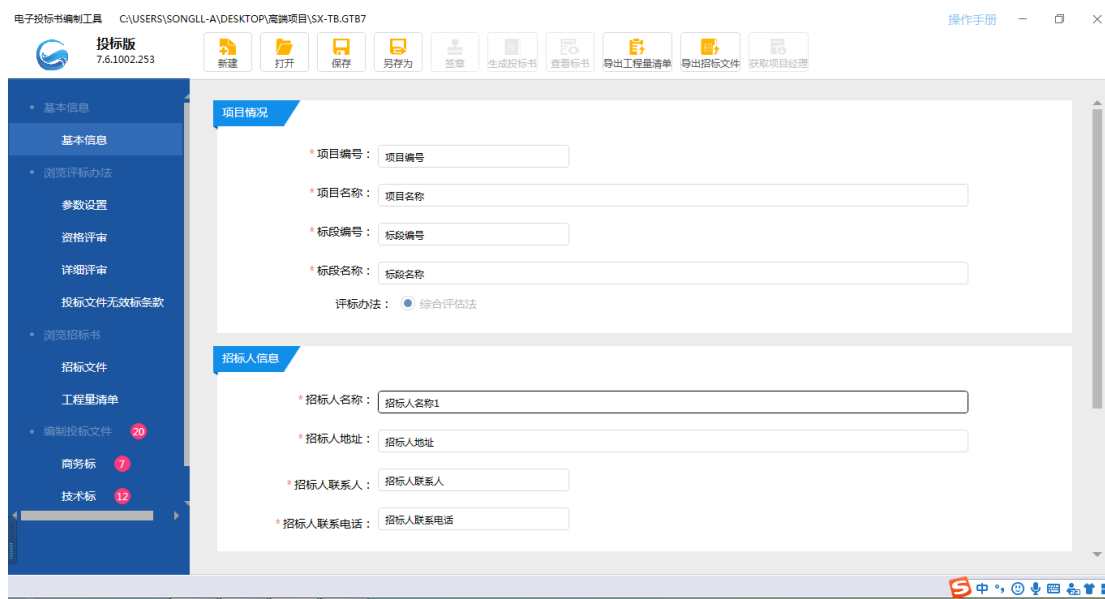 电子投标书编制工具 C:\USERS\SONGLL-A\DESKTOP\高端项目\SX-TB.GTB7 操作手册
投标版
7.6.1002.253
新建 打开 保存 另存为 签章 生成投标书 查看标书 导出工程量清单 导出招标文件 获取项目经理
基本信息
基本信息
浏览评标办法
参数设置
资格评审
详细评审
投标文件无效标条款
浏览招标书
招标文件
工程量清单
编制投标文件 20
商务标 7
技术标 12
项目情况
*项目编号： 项目编号
*项目名称： 项目名称
*标段编号： 标段编号
*标段名称： 标段名称
评标办法： 综合评估法
招标人信息
*招标人名称： 招标人名称1
*招标人地址： 招标人地址
*招标人联系人： 招标人联系人
*招标人联系电话： 招标人联系电话
中